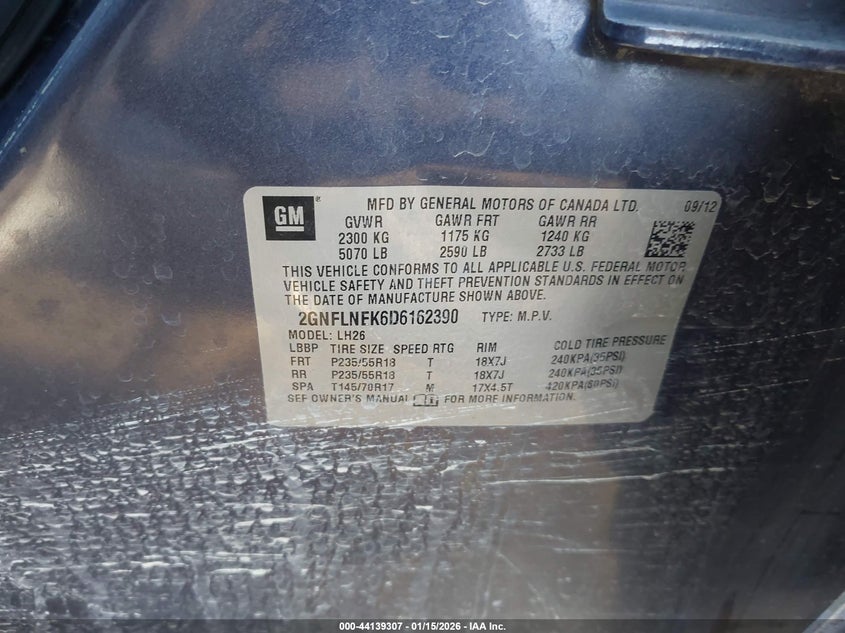 GM ® MFD BY GENERAL MOTORS OF CANADA LTD. 09/12
GVWR GAWR FRT GAWR RR
2300 KG 1175 KG 1240 KG
5070 LB 2590 LB 2733 LB
THIS VEHICLE CONFORMS TO ALL APPLICABLE U.S. FEDERAL MOTOR
VEHICLE SAFETY AND THEFT PREVENTION STANDARDS IN EFFECT ON
THE DATE OF MANUFACTURE SHOWN ABOVE.
2GNFLNEK6D6162390 TYPE: M.P.V.
MODEL: LH26
LBBP TIRE SIZE SPEED RTG RIM COLD TIRE PRESSURE
FRT P235/55R18 T 18X7J 240KPA(35PSI)
RR P235/55R18 T 18X7J 240KPA(35PSI)
SPA T145/70R17 M 17X4.5T 420KPA(60PSI)
SEE OWNER'S MANUAL FOR MORE INFORMATION.
000-44139307 - 01/15/2026 - IAA Inc.